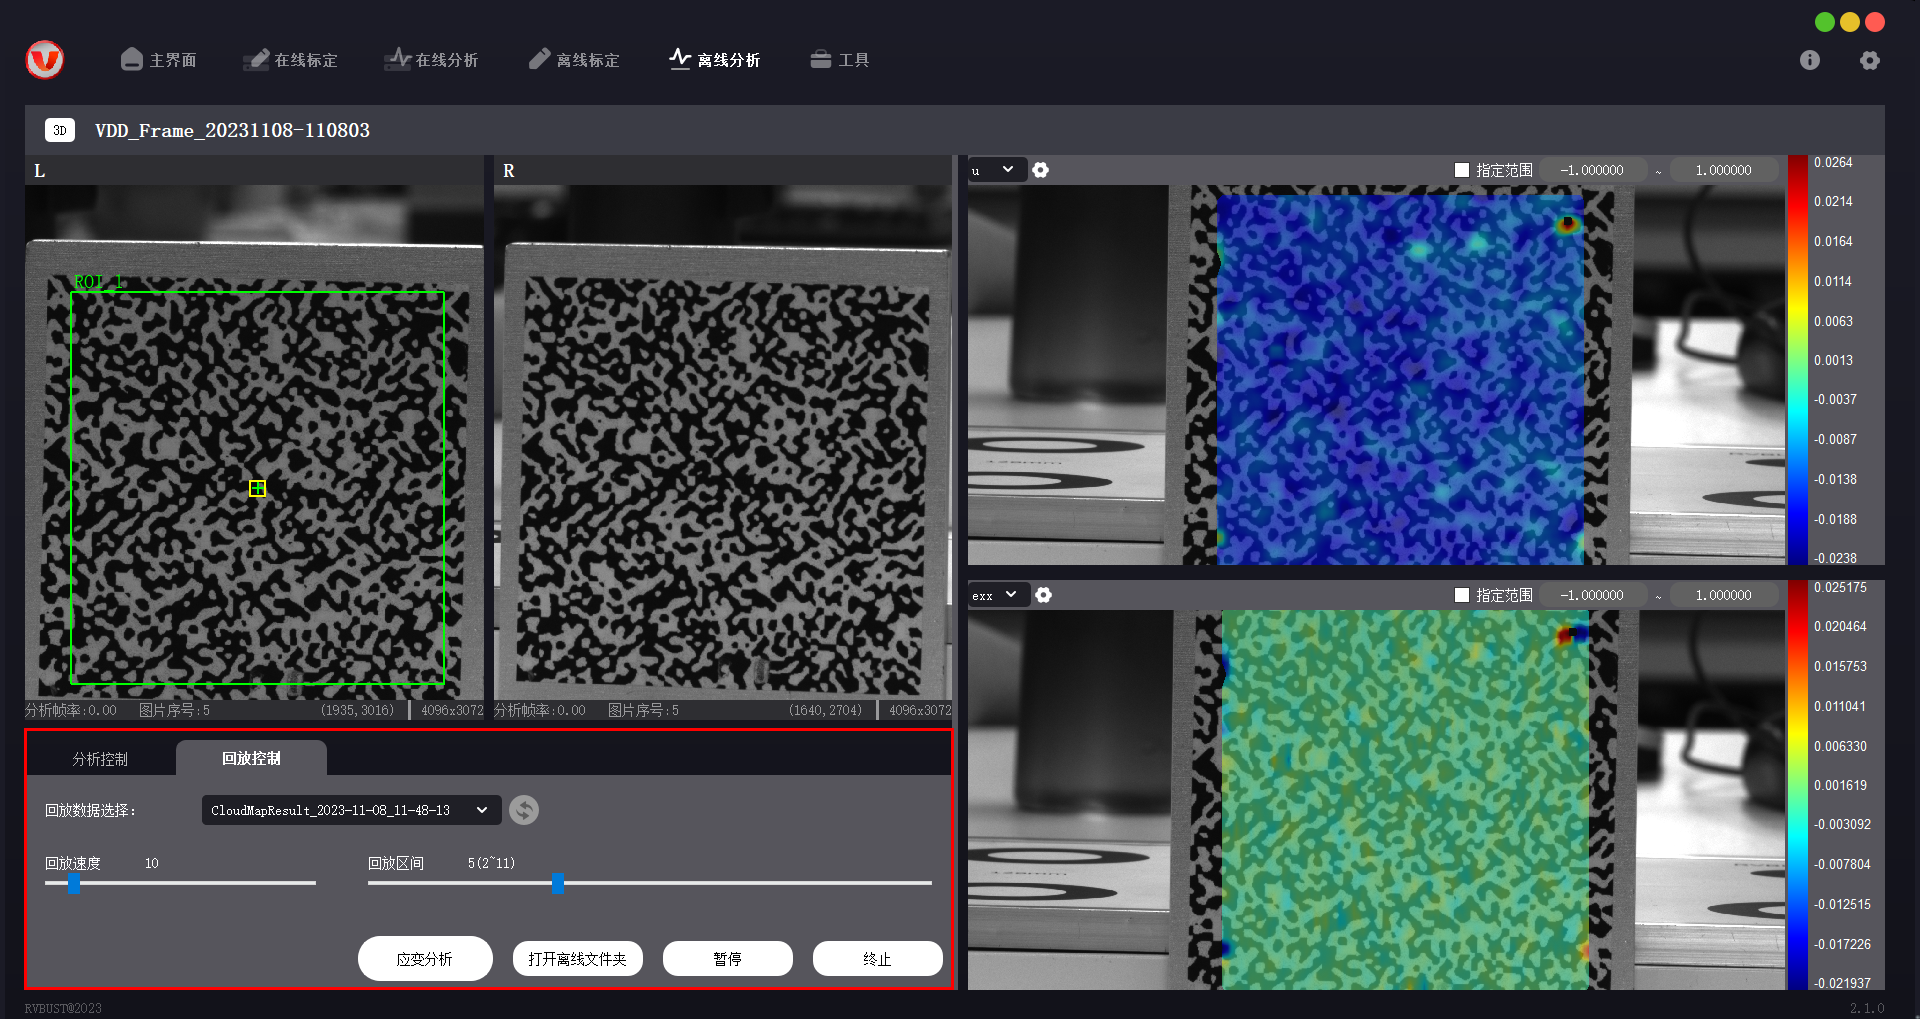 主界面
在线标定
在线分析
离线标定
离线分析
工具
3D
VDD_Frame_20231108-110803
L
R
ROI_1
分析帧率:0.00
图片序号:5
(1935,3016)
4096x3072
分析帧率:0.00
图片序号:5
(1640,2704)
4096x3072
u
指定范围
-1.000000
~
1.000000
0.0264
0.0214
0.0164
0.0114
0.0063
0.0013
-0.0037
-0.0087
-0.0138
-0.0188
-0.0238
exx
指定范围
-1.000000
~
1.000000
0.025175
0.020464
0.015753
0.011041
0.006330
0.001619
-0.003092
-0.007804
-0.012515
-0.017226
-0.021937
分析控制
回放控制
回放数据选择:
CloudMapResult_2023-11-08_11-48-13
回放速度
10
回放区间
5(2~11)
应变分析
打开离线文件夹
暂停
终止
RVBUST@2023
2.1.0